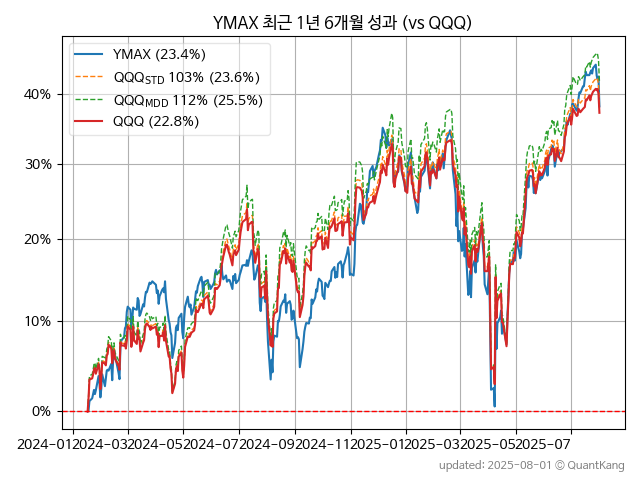 YMAX 최근 1년 6개월 성과 (vs QQQ)
YMAX (23.4%)
QQQSTD 103% (23.6%)
QQQMDD 112% (25.5%)
QQQ (22.8%)
40%
30%
20%
10%
0%
2024-01 2024-03 2024-05 2024-07 2024-09 2024-11 2025-01 2025-03 2025-05 2025-07
updated: 2025-08-01 © QuantKang